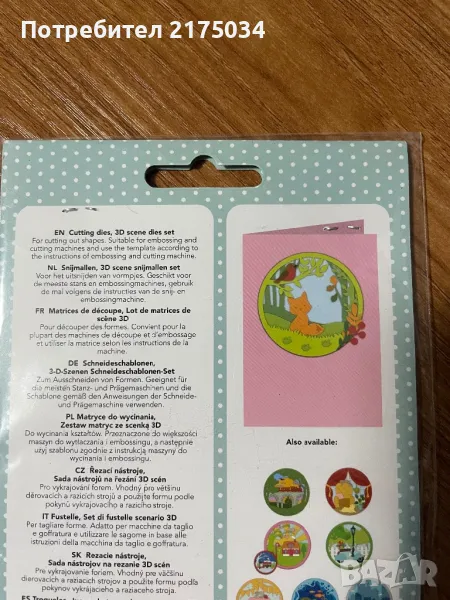 Потребител 2175034
EN Cutting dies, 3D scene dies set
For cutting out shapes. Suitable for embossing and
cutting machines and use the template according to
the instructions of embossing and cutting machine.
NL Snijmallen, 3D scene snijmallen set
Voor het uitsnijden van vormpjes. Geschikt voor
de meeste stans en embossingmachines, gebruik
de mal volgens de instructies van de snij- en
embossingmachine.
FR Matrices de découpe, Lot de matrices de
scène 3D
Pour découper des formes. Convient pour la
plupart des machines de découpe et d'embossage
et utiliser la matrice selon les instructions de la
machine.
DE Schneideschablonen,
3-D-Szenen Schneideschablonen-Set
Zum Ausschneiden von Formen. Geeignet für
die meisten Stanz- und Prägemaschinen und die
Schablone gemäß den Anweisungen der Schneide-
und Prägemaschine verwenden.
PL Matryce do wycinania,
Zestaw matryc ze scenką 3D
Do wycinania kształtów. Przeznaczone do większości
maszyn do wytłaczania i embossingu, a następnie
użyj szablonu zgodnie z instrukcją maszyny do
wycinania i embossingu.
CZ Řezací nástroje,
Sada nástrojů na řezání 3D scén
Pro vykrajování forem. Vhodný pro většinu
děrovacích a razicích strojů a použijte formu podle
pokynů vykrajovacího a razicího stroje.
IT Fustelle, Set di fustelle scenario 3D
Per tagliare forme. Adatto per macchine da taglio
e goffratura e utilizzare le sagome in base alle
istruzioni della macchina da taglio e goffratura.
SK Rezacie nástroje,
Sada nástrojov na rezanie 3D scén
Pre vykrajovanie foriem. Vhodný pre väčšinu
dierovacích a raziacich strojov a použite formu podľa
pokynov vykrajovacieho a raziaceho stroja.
Also available:
bazar